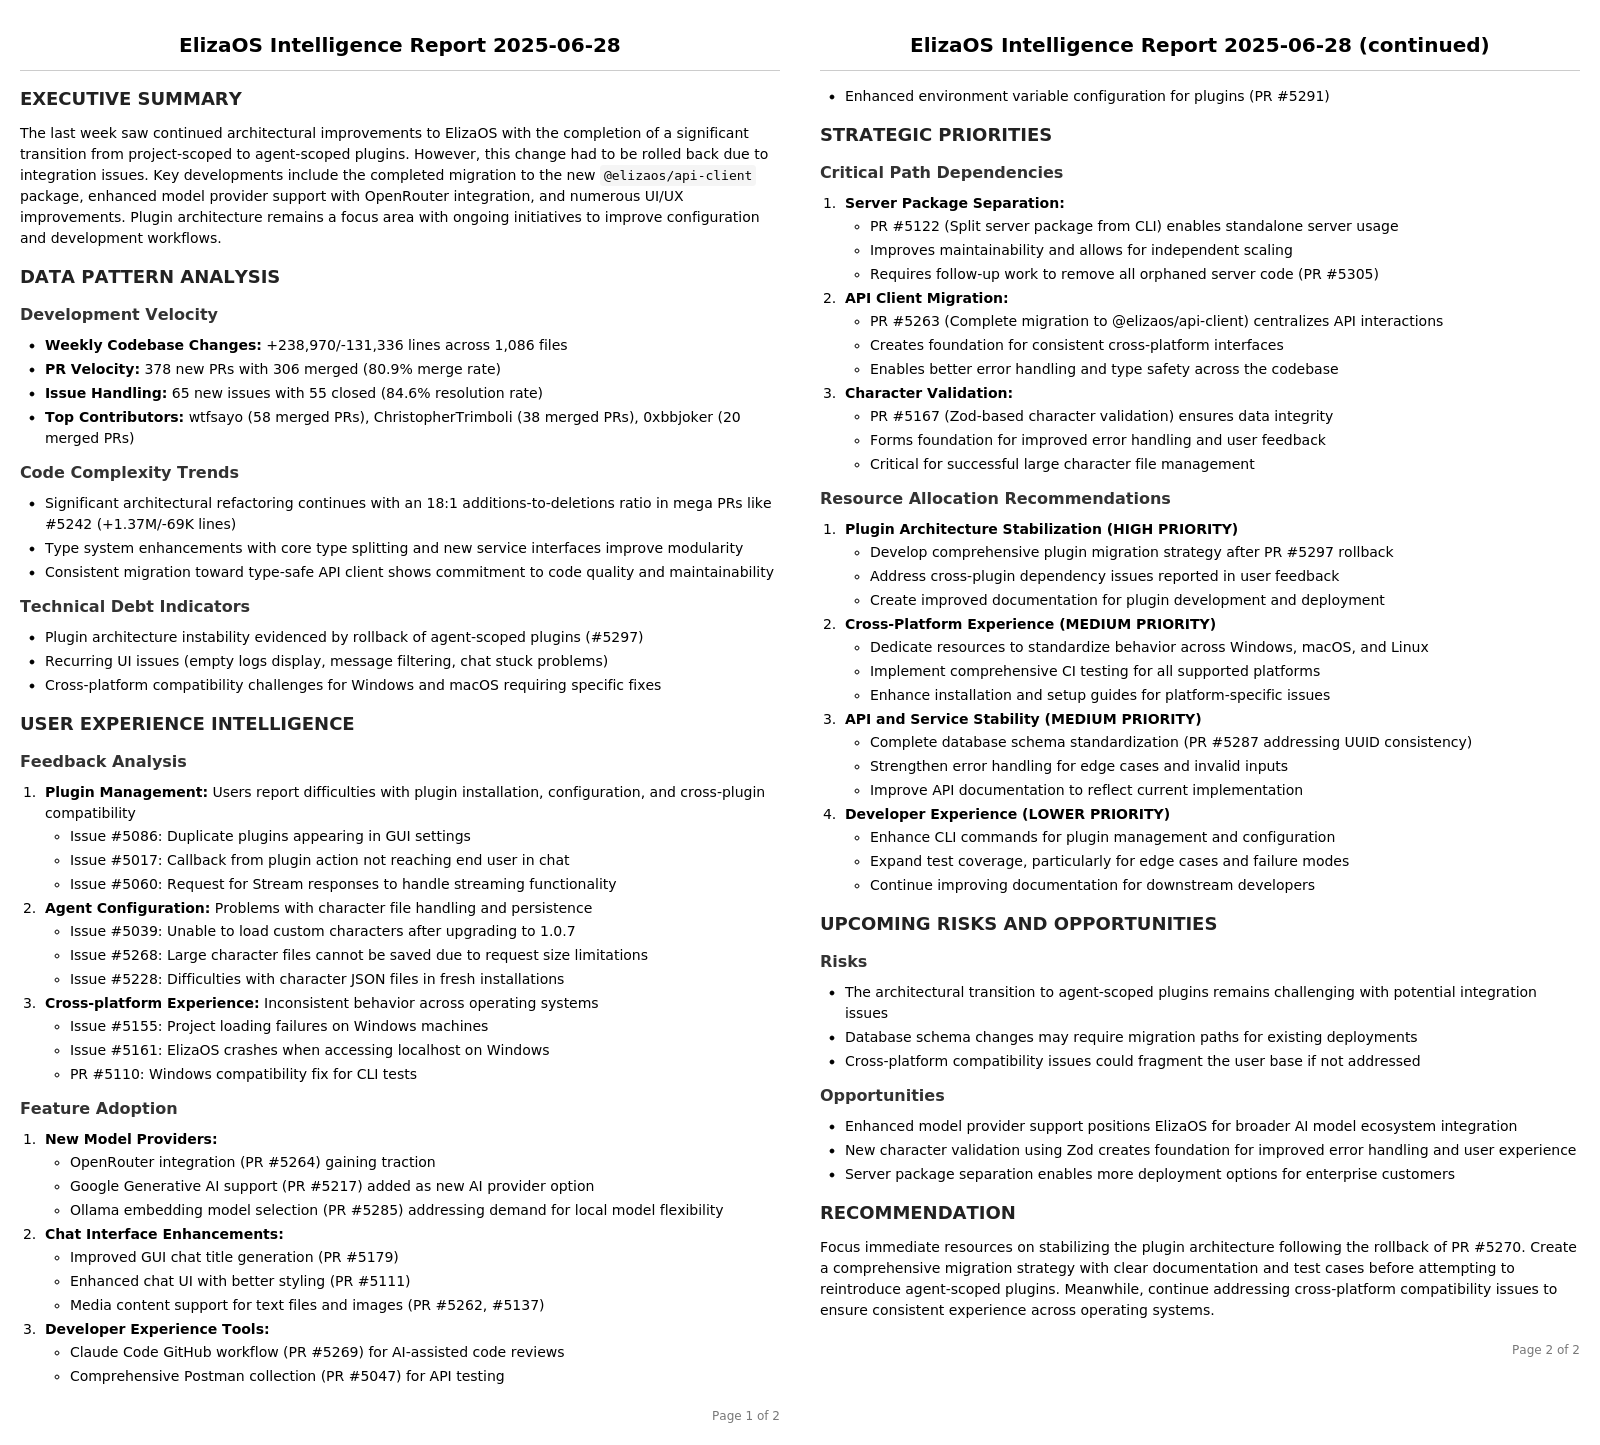 ElizaOS Intelligence Report 2025-06-28
EXECUTIVE SUMMARY
The last week saw continued architectural improvements to ElizaOS with the completion of a significant
transition from project-scoped to agent-scoped plugins. However, this change had to be rolled back due to
integration issues. Key developments include the completed migration to the new @elizaos/api-client
package, enhanced model provider support with OpenRouter integration, and numerous UI/UX
improvements. Plugin architecture remains a focus area with ongoing initiatives to improve configuration
and development workflows.
DATA PATTERN ANALYSIS
Development Velocity
• Weekly Codebase Changes: +238,970/-131,336 lines across 1,086 files
• PR Velocity: 378 new PRs with 306 merged (80.9% merge rate)
• Issue Handling: 65 new issues with 55 closed (84.6% resolution rate)
• Top Contributors: wtfsayo (58 merged PRs), ChristopherTrimboli (38 merged PRs), 0xbbjoker (20
merged PRs)
Code Complexity Trends
• Significant architectural refactoring continues with an 18:1 additions-to-deletions ratio in mega PRs like
#5242 (+1.37M/-69K lines)
• Type system enhancements with core type splitting and new service interfaces improve modularity
• Consistent migration toward type-safe API client shows commitment to code quality and maintainability
Technical Debt Indicators
• Plugin architecture instability evidenced by rollback of agent-scoped plugins (#5297)
• Recurring UI issues (empty logs display, message filtering, chat stuck problems)
• Cross-platform compatibility challenges for Windows and macOS requiring specific fixes
USER EXPERIENCE INTELLIGENCE
Feedback Analysis
1. Plugin Management: Users report difficulties with plugin installation, configuration, and cross-plugin
compatibility
◦ Issue #5086: Duplicate plugins appearing in GUI settings
◦ Issue #5017: Callback from plugin action not reaching end user in chat
◦ Issue #5060: Request for Stream responses to handle streaming functionality
2. Agent Configuration: Problems with character file handling and persistence
◦ Issue #5039: Unable to load custom characters after upgrading to 1.0.7
◦ Issue #5268: Large character files cannot be saved due to request size limitations
◦ Issue #5228: Difficulties with character JSON files in fresh installations
3. Cross-platform Experience: Inconsistent behavior across operating systems
◦ Issue #5155: Project loading failures on Windows machines
◦ Issue #5161: ElizaOS crashes when accessing localhost on Windows
◦ PR #5110: Windows compatibility fix for CLI tests
Feature Adoption
1. New Model Providers:
◦ OpenRouter integration (PR #5264) gaining traction
◦ Google Generative AI support (PR #5217) added as new AI provider option
◦ Ollama embedding model selection (PR #5285) addressing demand for local model flexibility
2. Chat Interface Enhancements:
◦ Improved GUI chat title generation (PR #5179)
◦ Enhanced chat UI with better styling (PR #5111)
◦ Media content support for text files and images (PR #5262, #5137)
3. Developer Experience Tools:
◦ Claude Code GitHub workflow (PR #5269) for AI-assisted code reviews
◦ Comprehensive Postman collection (PR #5047) for API testing
Page 1 of 2
ElizaOS Intelligence Report 2025-06-28 (continued)
• Enhanced environment variable configuration for plugins (PR #5291)
STRATEGIC PRIORITIES
Critical Path Dependencies
1. Server Package Separation:
◦ PR #5122 (Split server package from CLI) enables standalone server usage
◦ Improves maintainability and allows for independent scaling
◦ Requires follow-up work to remove all orphaned server code (PR #5305)
2. API Client Migration:
◦ PR #5263 (Complete migration to @elizaos/api-client) centralizes API interactions
◦ Creates foundation for consistent cross-platform interfaces
◦ Enables better error handling and type safety across the codebase
3. Character Validation:
◦ PR #5167 (Zod-based character validation) ensures data integrity
◦ Forms foundation for improved error handling and user feedback
◦ Critical for successful large character file management
Resource Allocation Recommendations
1. Plugin Architecture Stabilization (HIGH PRIORITY)
◦ Develop comprehensive plugin migration strategy after PR #5297 rollback
◦ Address cross-plugin dependency issues reported in user feedback
◦ Create improved documentation for plugin development and deployment
2. Cross-Platform Experience (MEDIUM PRIORITY)
◦ Dedicate resources to standardize behavior across Windows, macOS, and Linux
◦ Implement comprehensive CI testing for all supported platforms
◦ Enhance installation and setup guides for platform-specific issues
3. API and Service Stability (MEDIUM PRIORITY)
◦ Complete database schema standardization (PR #5287 addressing UUID consistency)
◦ Strengthen error handling for edge cases and invalid inputs
◦ Improve API documentation to reflect current implementation
4. Developer Experience (LOWER PRIORITY)
◦ Enhance CLI commands for plugin management and configuration
◦ Expand test coverage, particularly for edge cases and failure modes
◦ Continue improving documentation for downstream developers
UPCOMING RISKS AND OPPORTUNITIES
Risks
• The architectural transition to agent-scoped plugins remains challenging with potential integration
issues
• Database schema changes may require migration paths for existing deployments
• Cross-platform compatibility issues could fragment the user base if not addressed
Opportunities
• Enhanced model provider support positions ElizaOS for broader AI model ecosystem integration
• New character validation using Zod creates foundation for improved error handling and user experience
• Server package separation enables more deployment options for enterprise customers
RECOMMENDATION
Focus immediate resources on stabilizing the plugin architecture following the rollback of PR #5270. Create
a comprehensive migration strategy with clear documentation and test cases before attempting to
reintroduce agent-scoped plugins. Meanwhile, continue addressing cross-platform compatibility issues to
ensure consistent experience across operating systems.
Page 2 of 2